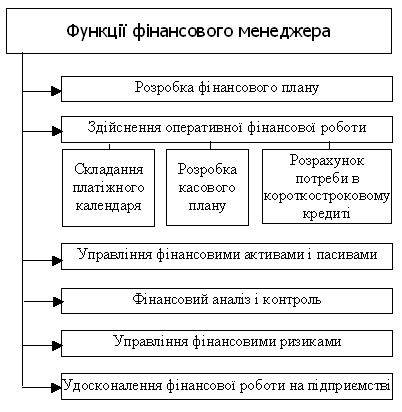 Функції фінансового менеджера
Розробка фінансового плану
Здійснення оперативної фінансової роботи
Складання
платіжного
календаря
Розробка
касового
плану
Розрахунок
потреби в
короткостроковому
кредиті
Управління фінансовими активами і пасивами
Фінансовий аналіз і контроль
Управління фінансовими ризиками
Удосконалення фінансової роботи на підприємстві